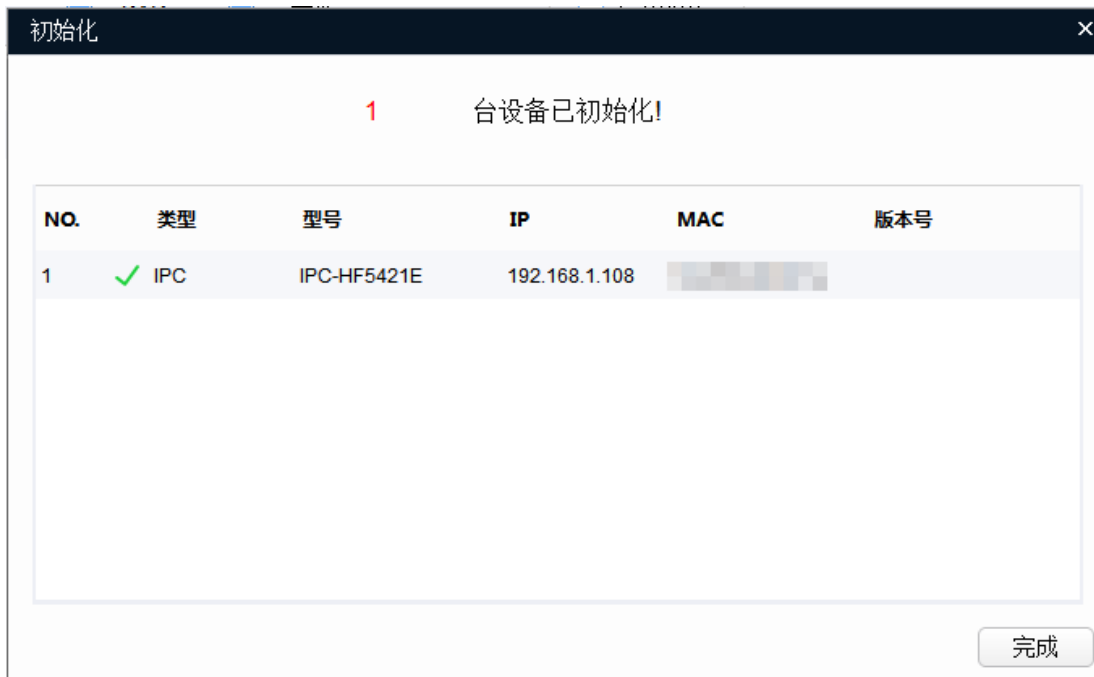 初始化
1 台设备已初始化!
NO. 类型 型号 IP MAC 版本号
1 IPC IPC-HF5421E 192.168.1.108
完成